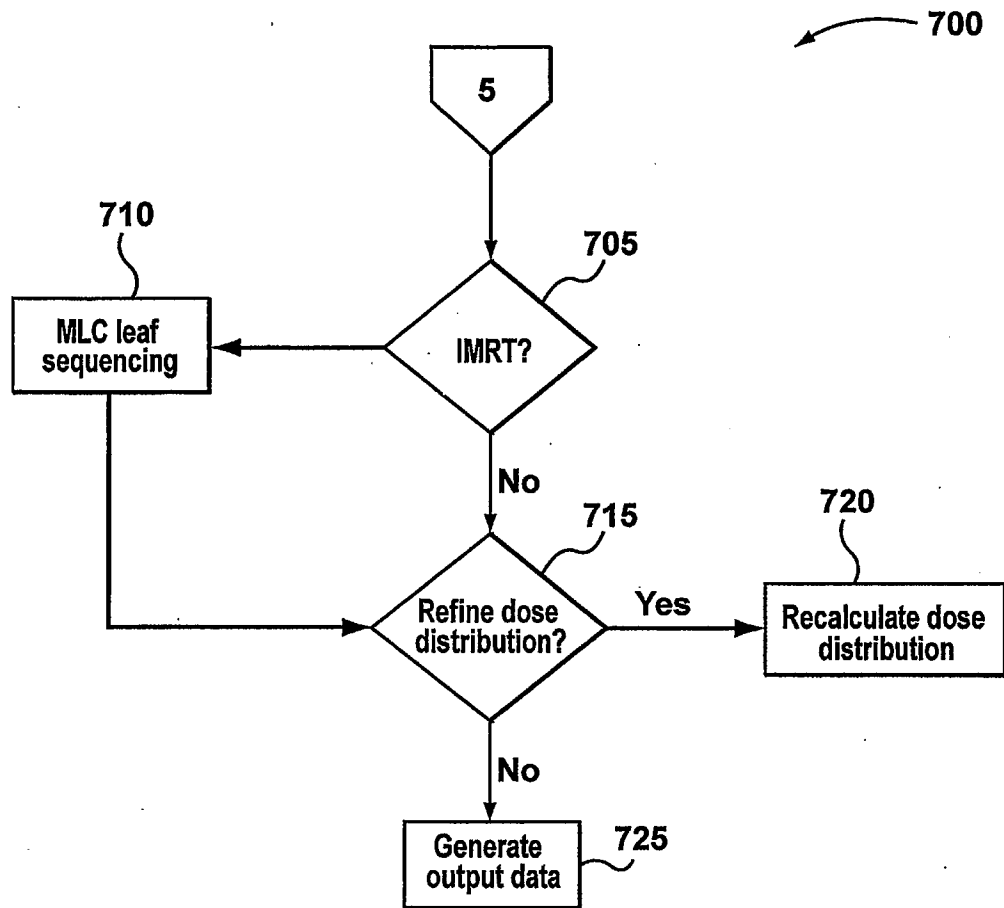 700
5
710
705
MLC leaf
sequencing
IMRT?
No
715
720
Refine dose
distribution?
Yes
Recalculate dose
distribution
No
Generate
output data
725